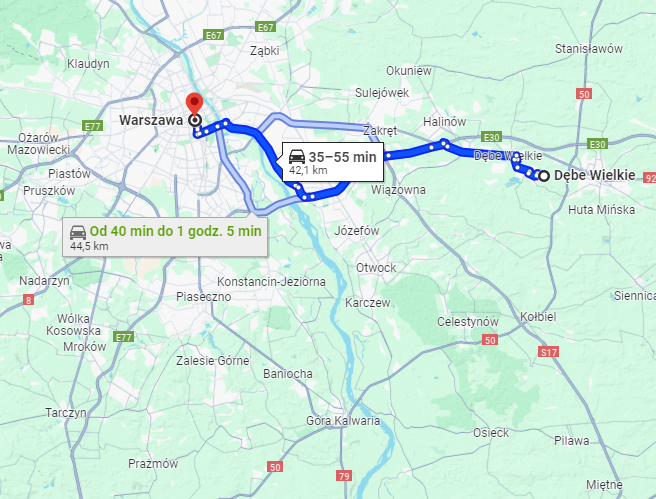 Stanisławów
E67
E67
Ząbki
Klaudyn
Okuniew
Sulejówek
50
E77
Warszawa
Halinów
Zakręt
E30
E30
Ożarów
Mazowiecki
35–55 min
42,1 km
Dębe Wielkie
Piastów
Dębe Wielkie
92
Pruszków
Wiązowna
Huta Mińska
Od 40 min do 1 godz. 5 min
44,5 km
Józefów
wa
Otwock
Nadarzyn
Konstancin-Jeziorna
8
Piaseczno
Karczew
Siennica
Wólka
Kosowska
Kołbiel
Celestynów
E77
Mroków
50
S17
Zalesie Górne
Baniocha
Tarczyn
Góra Kalwaria
Osieck
Pilawa
Prażmów
50
79
Miętne